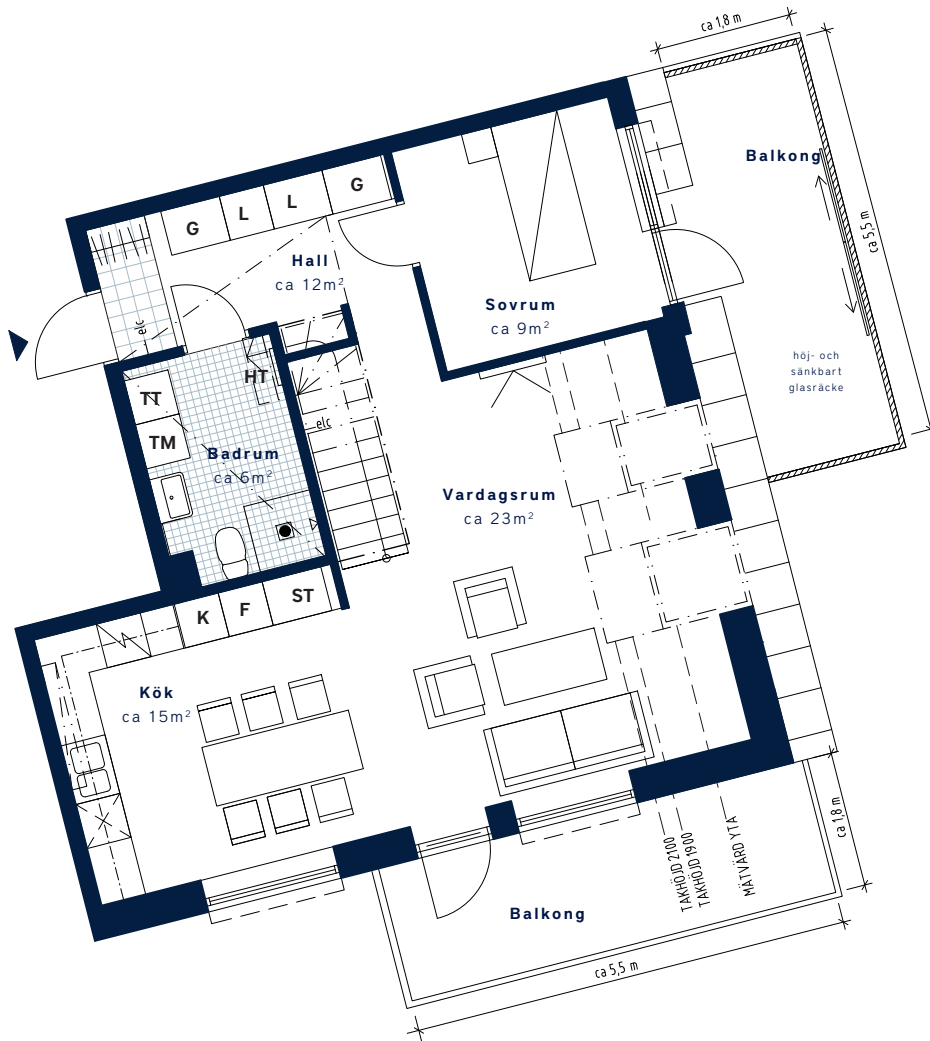 ca 1,8 m
Balkong
ca 5,5 m
höj- och
sänkbart
glasräcke
G
L
L
G
Hall
ca 12m²
Sovrum
ca 9m²
elc
HT
TT
TM
Badrum
ca 6m²
elc
Vardagsrum
ca 23m²
K
F
ST
Kök
ca 15m²
TAKHÖJD 2100
TAKHÖJD 1900
MÄTVÄRD YTA
ca 1,8 m
Balkong
ca 5,5 m